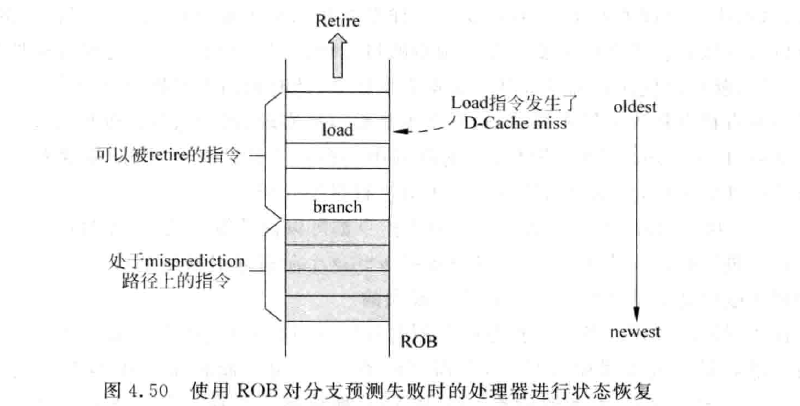 Retire
Load指令发生了
D-Cache miss
oldest
load
可以被retire的指令
branch
处于misprediction
路径上的指令
newest
ROB
图 4.50 使用 ROB 对分支预测失败时的处理器进行状态恢复